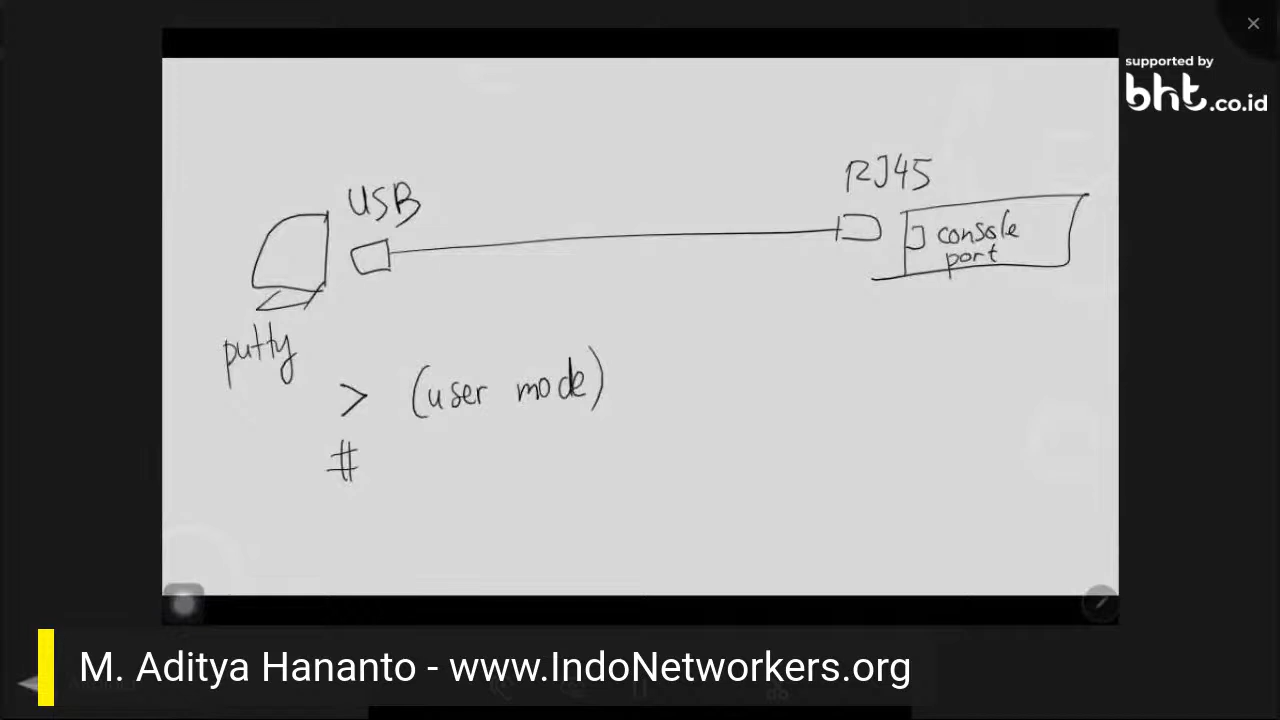 supported by
bht.co.id
RJ45
USB
console
port
putty
> (user mode)
#
M. Aditya Hananto - www.IndoNetworkers.org